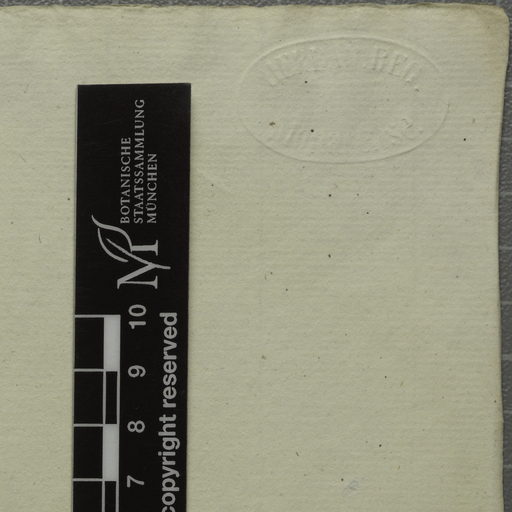 BOTANISCHE
STAATSSAMMLUNG
MÜNCHEN
M
10
9
8
7
copyright reserved